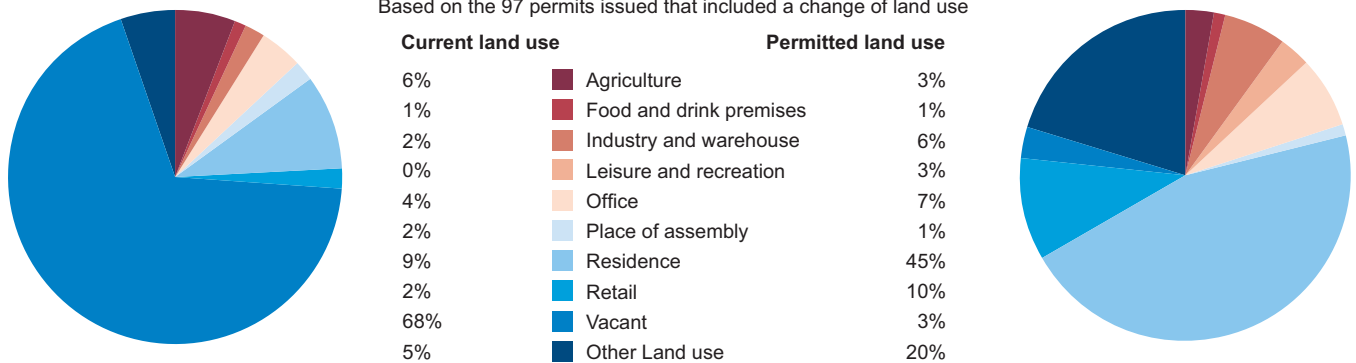 Based on the 97 permits issued that included a change of land use
Current land use Permitted land use
6% Agriculture 3%
1% Food and drink premises 1%
2% Industry and warehouse 6%
0% Leisure and recreation 3%
4% Office 7%
2% Place of assembly 1%
9% Residence 45%
2% Retail 10%
68% Vacant 3%
5% Other Land use 20%